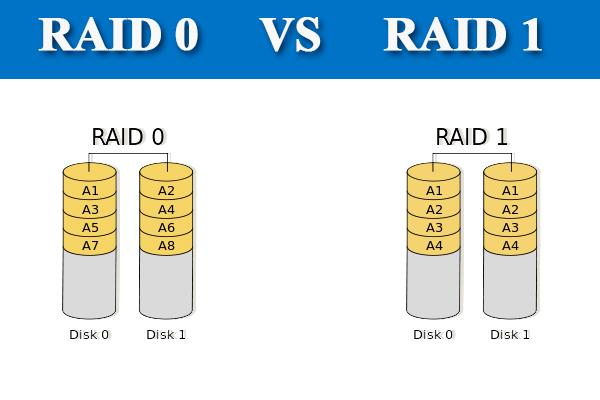 RAID 0 VS RAID 1
RAID 0
A1 A2
A3 A4
A5 A6
A7 A8
Disk 0 Disk 1
RAID 1
A1 A1
A2 A2
A3 A3
A4 A4
Disk 0 Disk 1